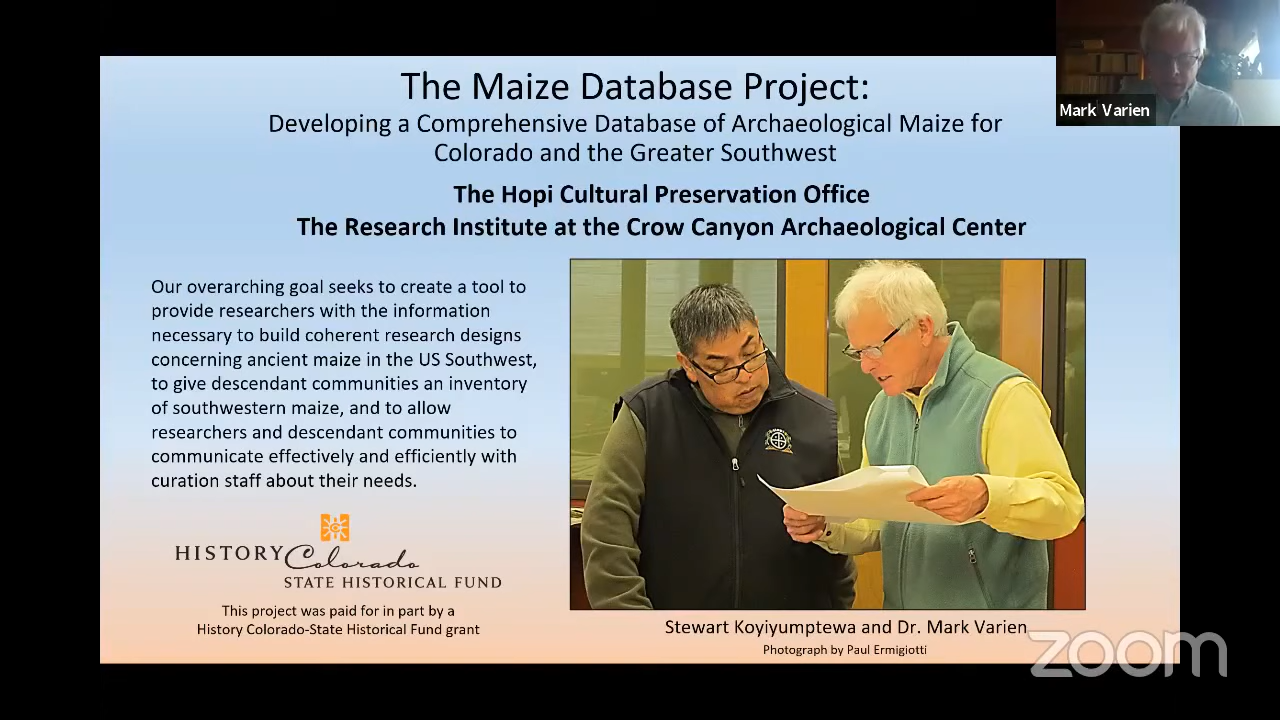 The Maize Database Project:
Developing a Comprehensive Database of Archaeological Maize for
Colorado and the Greater Southwest
The Hopi Cultural Preservation Office
The Research Institute at the Crow Canyon Archaeological Center
Mark Varien
Our overarching goal seeks to create a tool to
provide researchers with the information
necessary to build coherent research designs
concerning ancient maize in the US Southwest,
to give descendant communities an inventory
of southwestern maize, and to allow
researchers and descendant communities to
communicate effectively and efficiently with
curation staff about their needs.
HISTORY Colorado
STATE HISTORICAL FUND
This project was paid for in part by a
History Colorado-State Historical Fund grant
Stewart Koyiyumptewa and Dr. Mark Varien
Photograph by Paul Ermigiotti
zoom